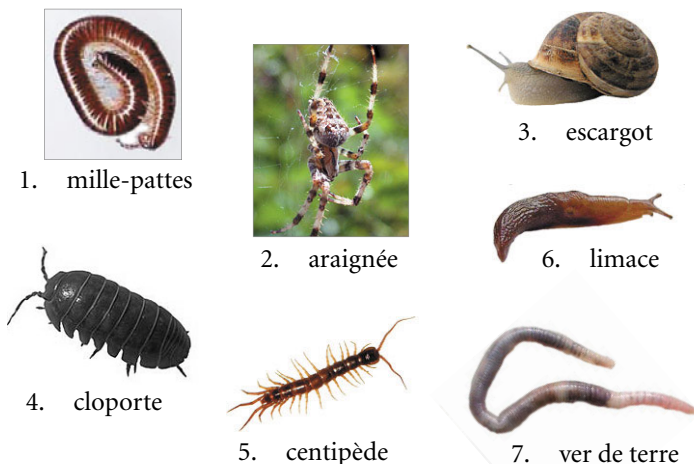 1. mille-pattes
2. araignée
3. escargot
4. cloporte
5. centipède
6. limace
7. ver de terre